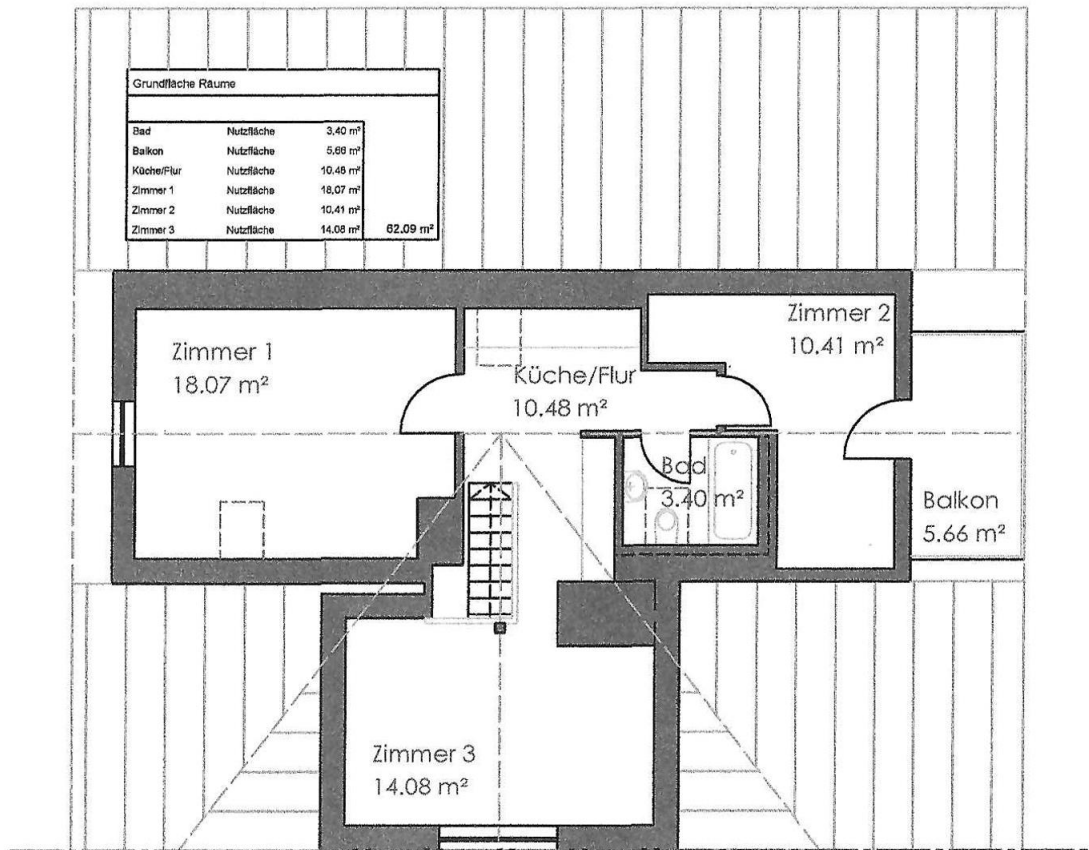 Grundfläche Räume
Bad Nutzfläche 3,40 m²
Balkon Nutzfläche 5,66 m²
Küche/Flur Nutzfläche 10,48 m²
Zimmer 1 Nutzfläche 18,07 m²
Zimmer 2 Nutzfläche 10,41 m²
Zimmer 3 Nutzfläche 14,08 m² 62.09 m²
Zimmer 2
10.41 m²
Zimmer 1
18.07 m²
Küche/Flur
10.48 m²
Bad
3.40 m²
Balkon
5.66 m²
Zimmer 3
14.08 m²